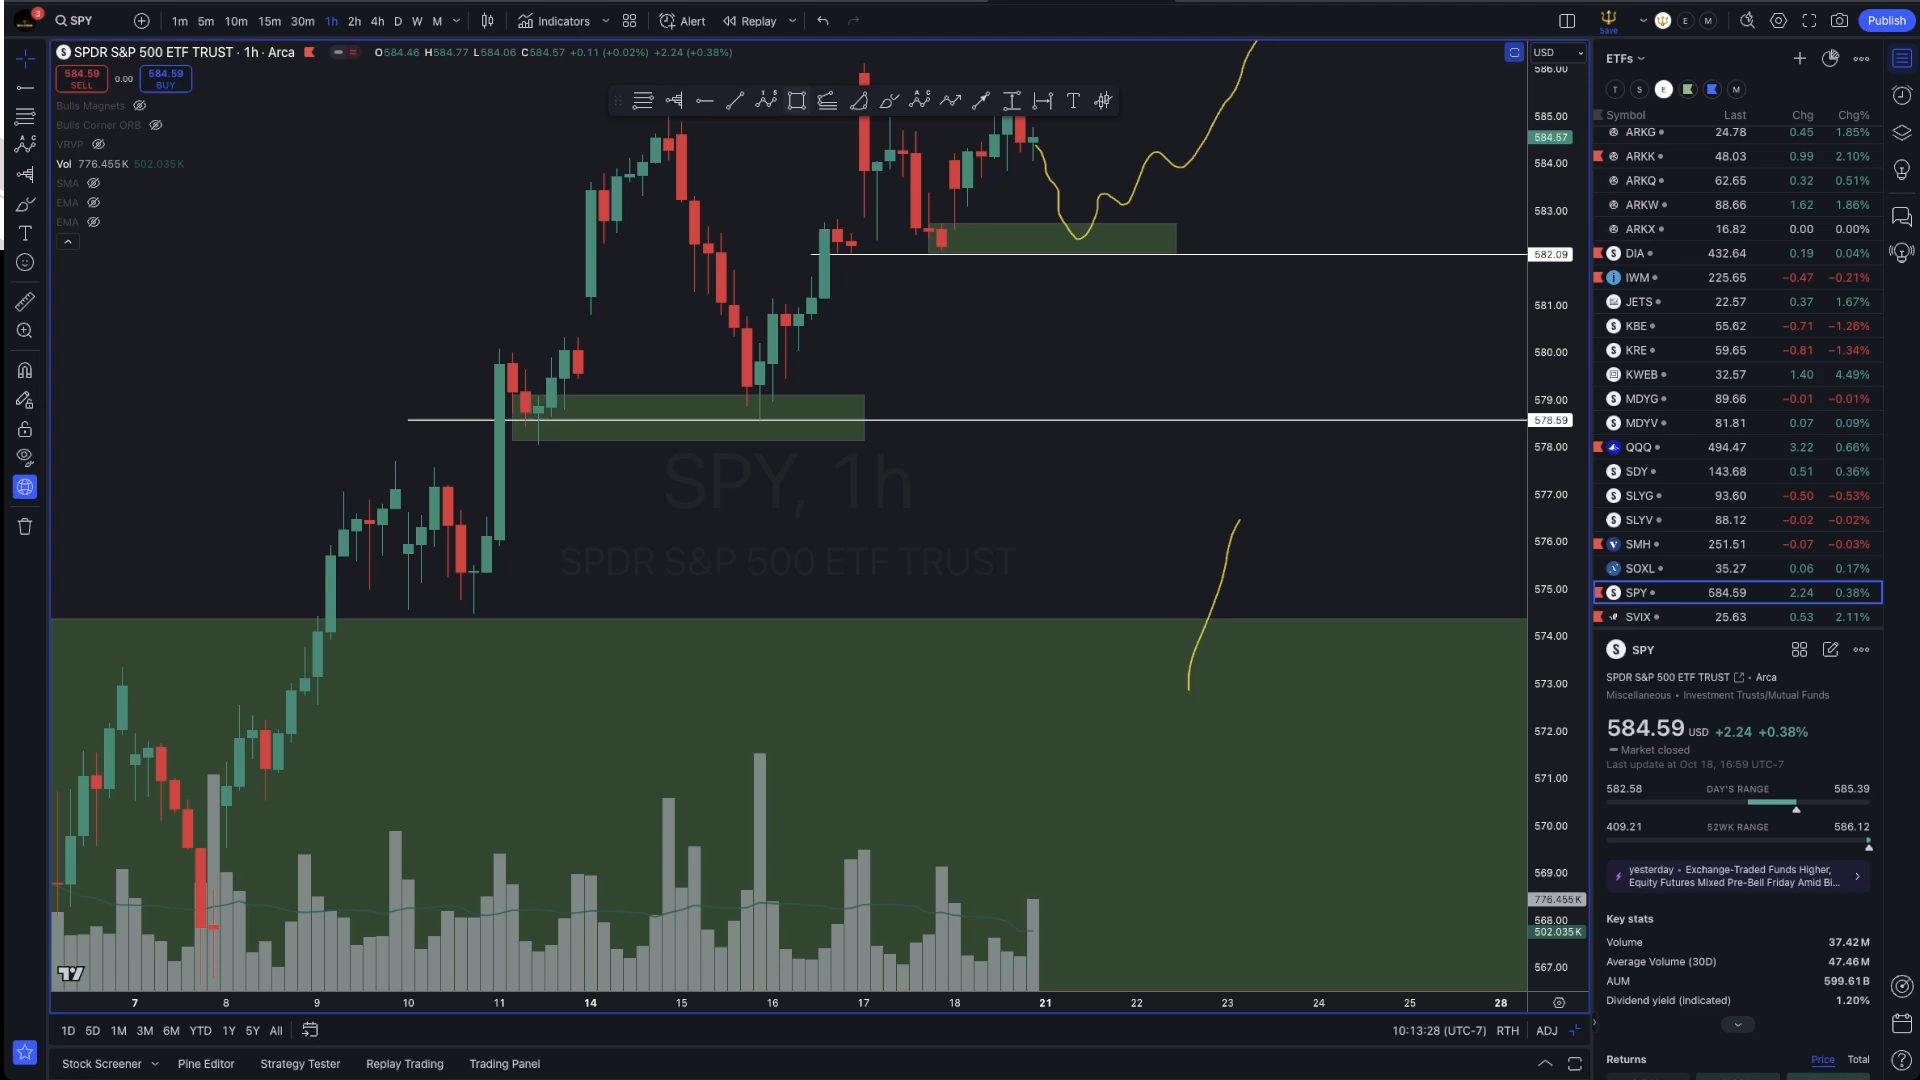 3
SPY
1m 5m 10m 15m 30m 1h 2h 4h D W M
Indicators
Alert
Replay
Save
E M
Publish
SPDR S&P 500 ETF TRUST · 1h · Arca
O584.46 H584.77 L584.06 C584.57 +0.11 (+0.02%) +2.24 (+0.38%)
584.59
SELL
0.00
584.59
BUY
Bulls Magnets
Bulls Corner ORB
VRVP
Vol 776.455K 502.035K
SMA
EMA
EMA
USD
586.00
585.00
584.57
584.00
583.00
582.09
581.00
580.00
579.00
578.59
578.00
577.00
576.00
575.00
574.00
573.00
572.00
571.00
570.00
569.00
776.455K
568.00
502.035K
567.00
SPY, 1h
SPDR S&P 500 ETF TRUST
7 8 9 10 11 14 15 16 17 18 21 22 23 24 25 28
1D 5D 1M 3M 6M YTD 1Y 5Y All
10:13:28 (UTC-7) RTH ADJ
Stock Screener Pine Editor Strategy Tester Replay Trading Trading Panel
ETFs
T S E M
Symbol Last Chg Chg%
ARKG 24.78 0.45 1.85%
ARKK 48.03 0.99 2.10%
ARKQ 62.65 0.32 0.51%
ARKW 88.66 1.62 1.86%
ARKX 16.82 0.00 0.00%
DIA 432.64 0.19 0.04%
IWM 225.65 −0.47 −0.21%
JETS 22.57 0.37 1.67%
KBE 55.62 −0.71 −1.26%
KRE 59.65 −0.81 −1.34%
KWEB 32.57 1.40 4.49%
MDYG 89.66 −0.01 −0.01%
MDYV 81.81 0.07 0.09%
QQQ 494.47 3.22 0.66%
SDY 143.68 0.51 0.36%
SLYG 93.60 −0.50 −0.53%
SLYV 88.12 −0.02 −0.02%
SMH 251.51 −0.07 −0.03%
SOXL 35.27 0.06 0.17%
SPY 584.59 2.24 0.38%
SVIX 25.63 0.53 2.11%
SPY
SPDR S&P 500 ETF TRUST • Arca
Miscellaneous • Investment Trusts/Mutual Funds
584.59 USD +2.24 +0.38%
Market closed
Last update at Oct 18, 16:59 UTC-7
582.58 DAY'S RANGE 585.39
409.21 52WK RANGE 586.12
yesterday • Exchange-Traded Funds Higher,
Equity Futures Mixed Pre-Bell Friday Amid Bi...
Key stats
Volume 37.42M
Average Volume (30D) 47.46M
AUM 599.61B
Dividend yield (indicated) 1.20%
Returns Price Total